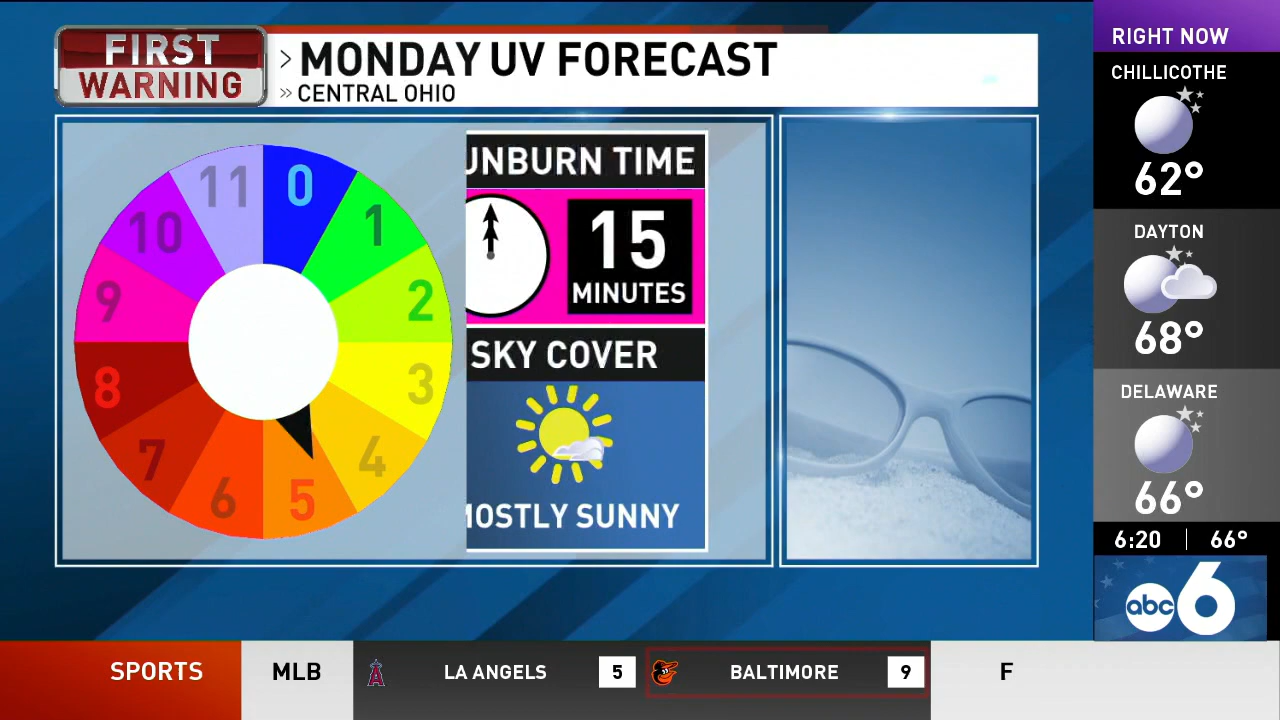 FIRST
WARNING
> MONDAY UV FORECAST
» CENTRAL OHIO
0
1
2
3
4
5
6
7
8
9
10
11
UNBURN TIME
15
MINUTES
SKY COVER
MOSTLY SUNNY
RIGHT NOW
CHILLICOTHE
62°
DAYTON
68°
DELAWARE
66°
6:20 | 66°
abc 6
SPORTS MLB A LA ANGELS 5 BALTIMORE 9 F